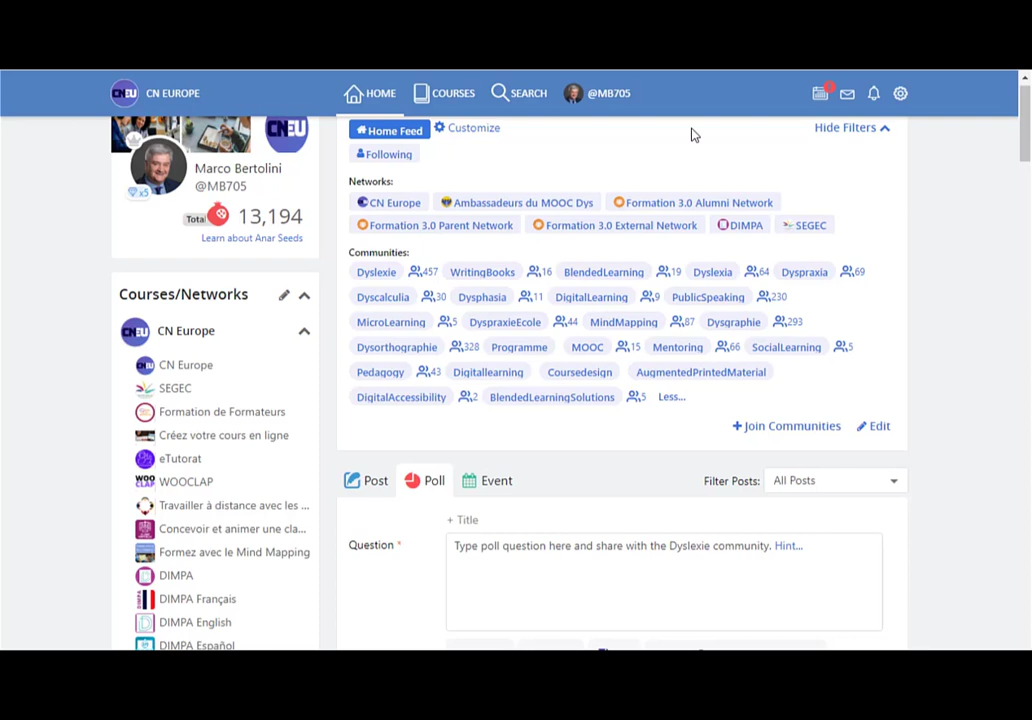 CNEU CN EUROPE HOME COURSES SEARCH @MB705
Home Feed Customize Hide Filters
Following
CNEU
Marco Bertolini
@MB705
x5
Total 13,194
Learn about Anar Seeds
Networks:
CN Europe Ambassadeurs du MOOC Dys Formation 3.0 Alumni Network
Formation 3.0 Parent Network Formation 3.0 External Network DIMPA SEGEC
Communities:
Dyslexie 457 WritingBooks 16 BlendedLearning 19 Dyslexia 64 Dyspraxia 69
Dyscalculia 30 Dysphasia 11 DigitalLearning 9 PublicSpeaking 230
MicroLearning 5 DyspraxieEcole 44 MindMapping 87 Dysgraphie 293
Dysorthographie 328 Programme MOOC 15 Mentoring 66 SocialLearning 5
Pedagogy 43 Digitallearning Coursedesign AugmentedPrintedMaterial
DigitalAccessibility 2 BlendedLearningSolutions 5 Less...
+ Join Communities Edit
Courses/Networks
CNEU CN Europe
CN Europe
SEGEC
Formation de Formateurs
Créez votre cours en ligne
eTutorat
WOOCLAP
Travailler à distance avec les ...
Concevoir et animer une cla...
Formez avec le Mind Mapping
DIMPA
DIMPA Français
DIMPA English
DIMPA Español
Post Poll Event Filter Posts: All Posts
+ Title
Question * Type poll question here and share with the Dyslexie community. Hint...